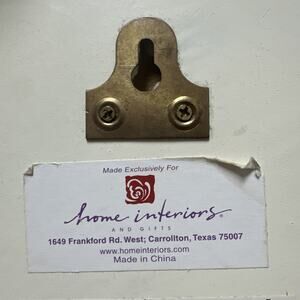 Made Exclusively For
home interiors®
AND GIFTS
1649 Frankford Rd. West; Carrollton, Texas 75007
www.homeinteriors.com
Made in China